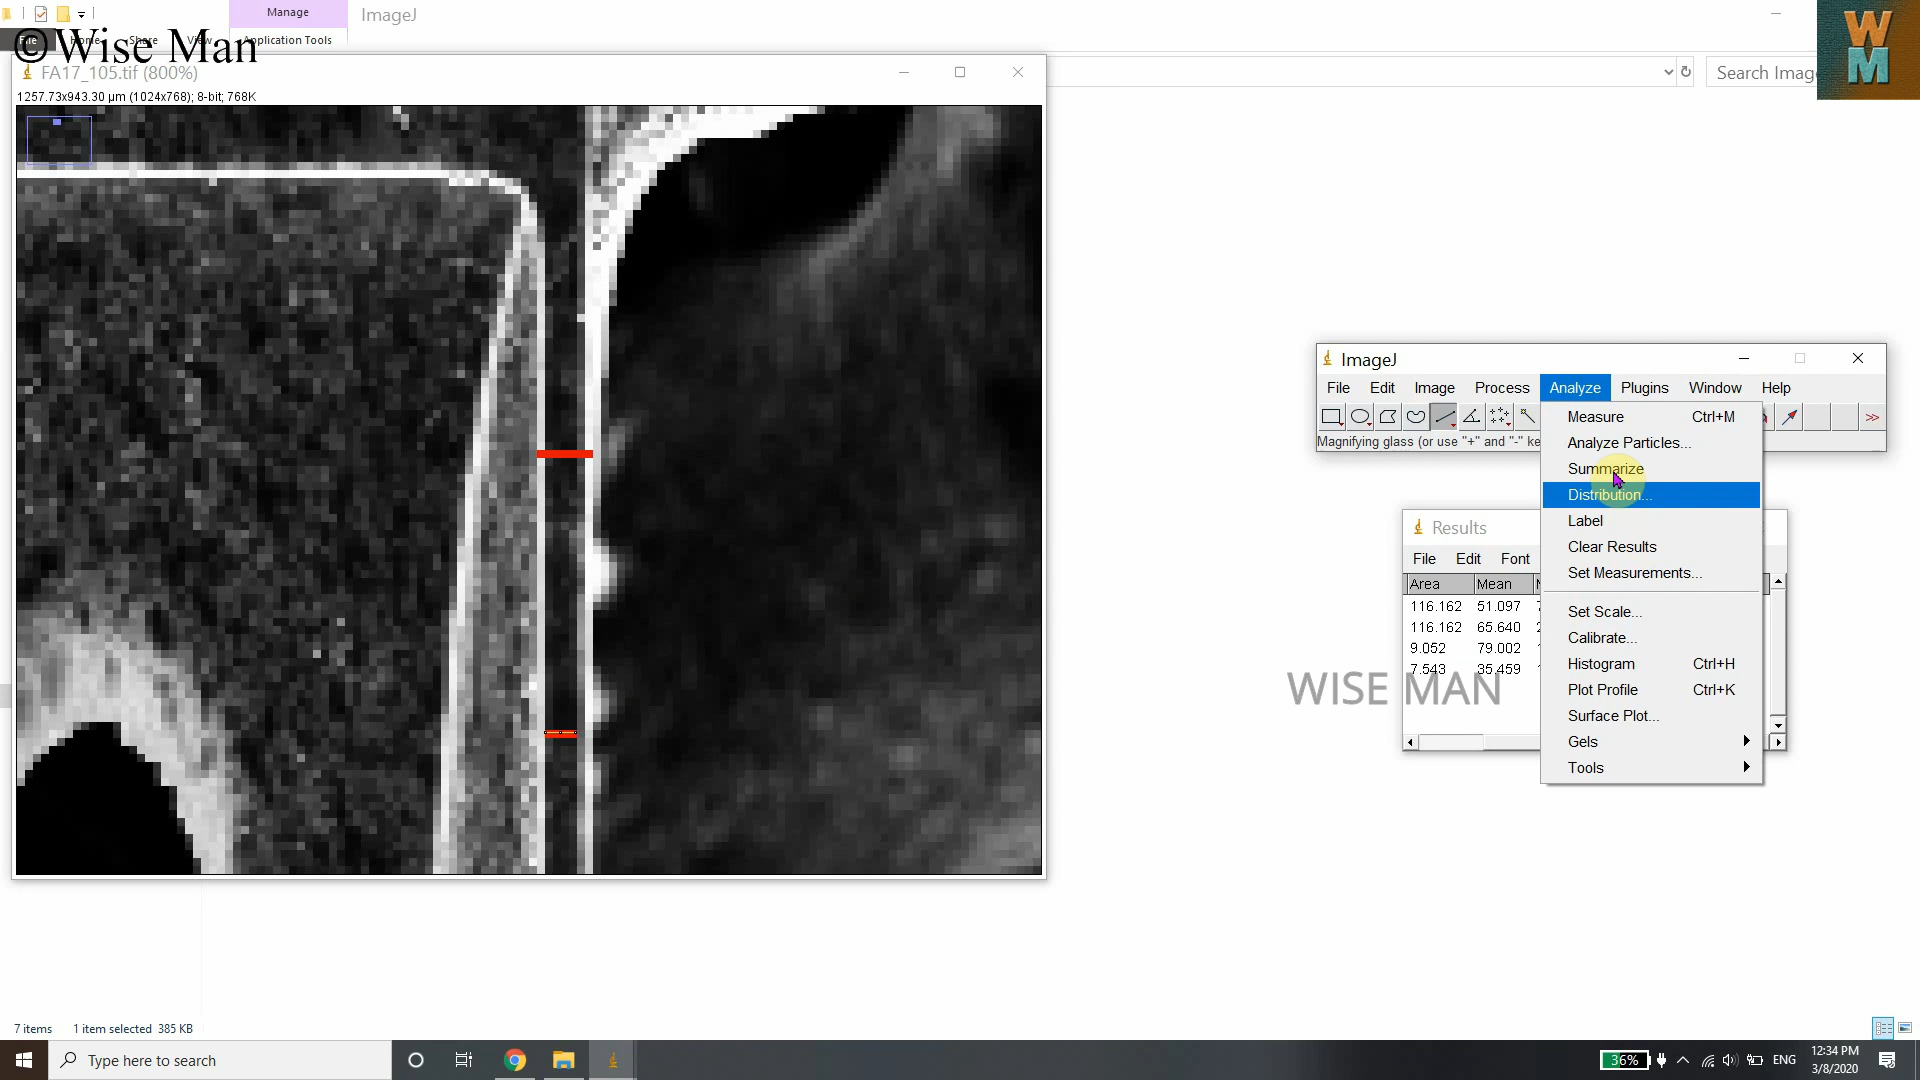 Manage
ImageJ
File
Home
Share
View
Application Tools
©Wise Man
W
M
FA17_105.tif (800%)
1257.73x943.30 µm (1024x768); 8-bit; 768K
Search Imag
ImageJ
File Edit Image Process Analyze Plugins Window Help
Magnifying glass (or use "+" and "-" ke
Measure Ctrl+M
Analyze Particles...
Summarize
Distribution...
Label
Clear Results
Set Measurements...
Set Scale...
Calibrate...
Histogram Ctrl+H
Plot Profile Ctrl+K
Surface Plot...
Gels
Tools
Results
File Edit Font
Area Mean
116.162 51.097
116.162 65.640
9.052 79.002
7.543 35.459
WISE MAN
7 items 1 item selected 385 KB
Type here to search
36%
ENG
12:34 PM
3/8/2020